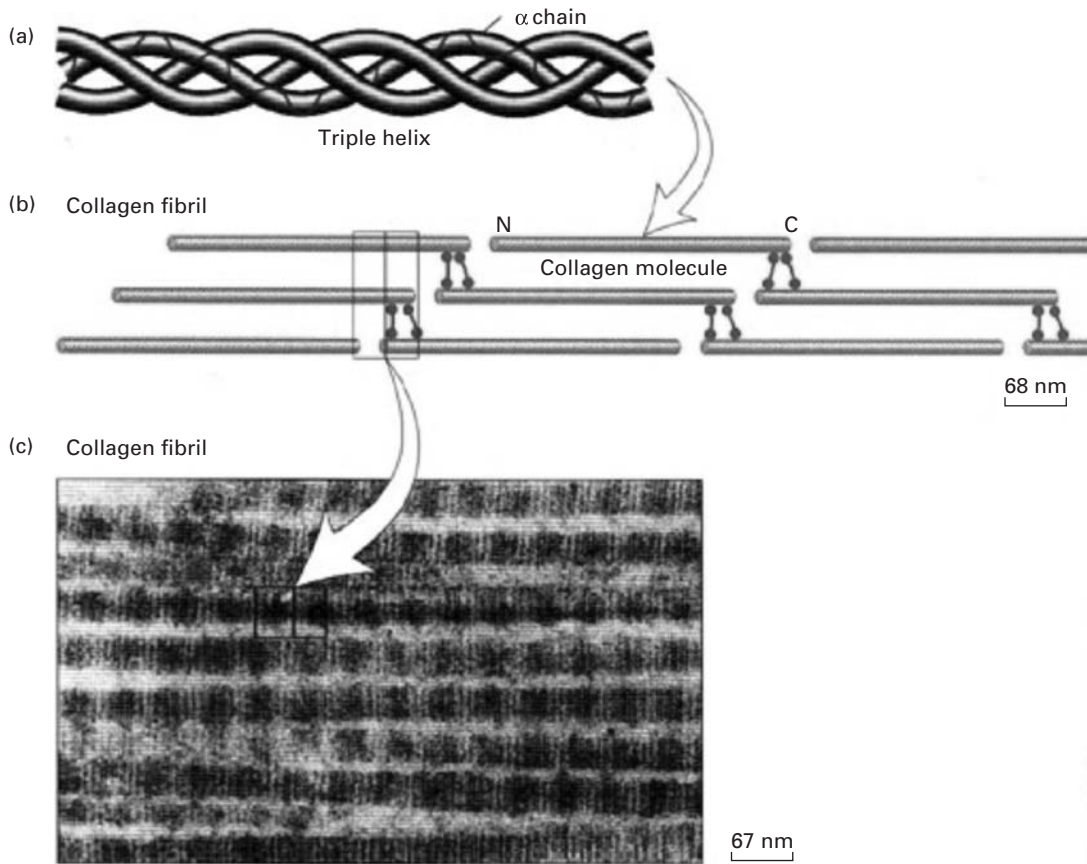 (a)
α chain
Triple helix
(b) Collagen fibril
N C
Collagen molecule
68 nm
(c) Collagen fibril
67 nm